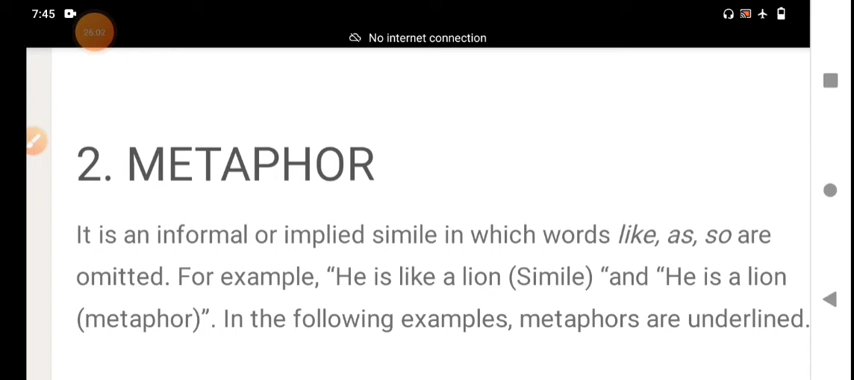 7:45
26:02
No internet connection
2. METAPHOR
It is an informal or implied simile in which words like, as, so are
omitted. For example, “He is like a lion (Simile) “and “He is a lion
(metaphor)”. In the following examples, metaphors are underlined.